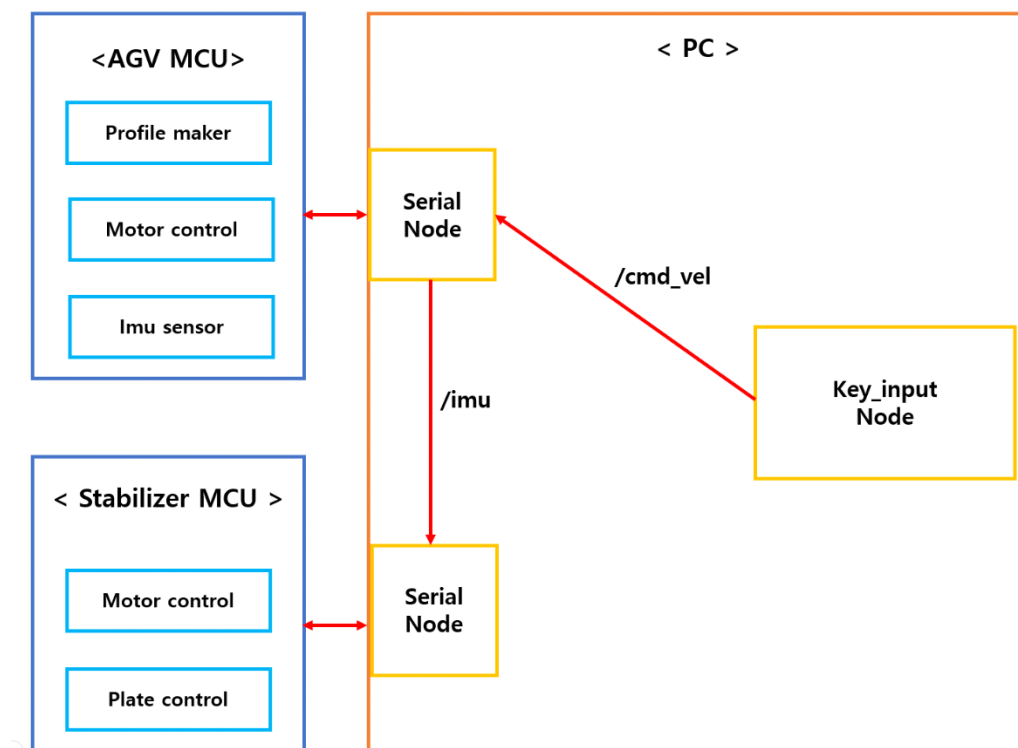 <AGV MCU>
Profile maker
Motor control
Imu sensor
< PC >
Serial
Node
/cmd_vel
Key_input
Node
/imu
< Stabilizer MCU >
Motor control
Plate control
Serial
Node